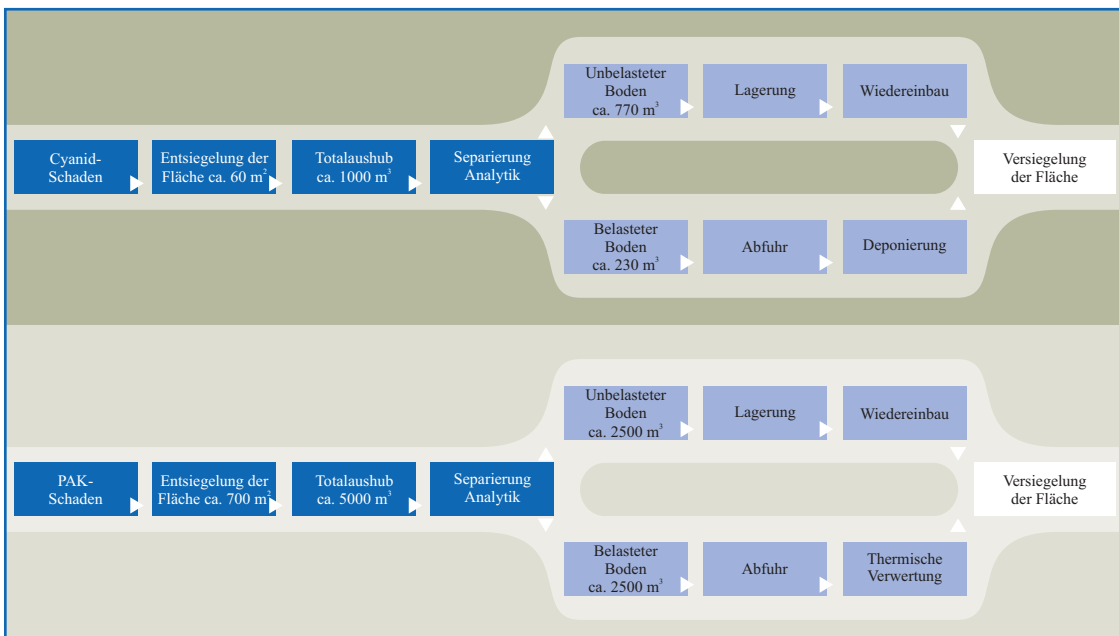 Cyanid-
Schaden
Entsiegelung der
Fläche ca. 60 m²
Totalaushub
ca. 1000 m³
Separierung
Analytik
Unbelasteter
Boden
ca. 770 m³
Lagerung
Wiedereinbau
Belasteter
Boden
ca. 230 m³
Abfuhr
Deponierung
Versiegelung
der Fläche
PAK-
Schaden
Entsiegelung der
Fläche ca. 700 m²
Totalaushub
ca. 5000 m³
Separierung
Analytik
Unbelasteter
Boden
ca. 2500 m³
Lagerung
Wiedereinbau
Belasteter
Boden
ca. 2500 m³
Abfuhr
Thermische
Verwertung
Versiegelung
der Fläche